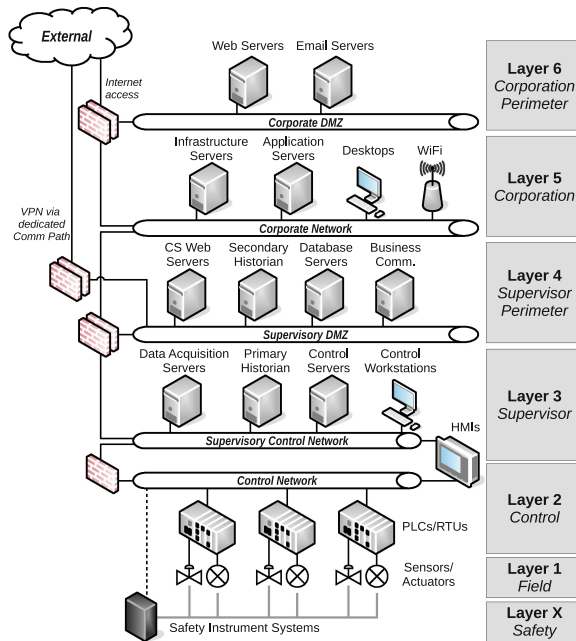 External
Web Servers
Email Servers
Internet
access
Corporate DMZ
Layer 6
Corporation
Perimeter
Infrastructure
Servers
Application
Servers
Desktops
WiFi
Corporate Network
Layer 5
Corporation
VPN via
dedicated
Comm Path
CS Web
Servers
Secondary
Historian
Database
Servers
Business
Comm.
Supervisory DMZ
Layer 4
Supervisor
Perimeter
Data Acquisition
Servers
Primary
Historian
Control
Servers
Control
Workstations
Supervisory Control Network
HMIs
Layer 3
Supervisor
Control Network
PLCs/RTUs
Layer 2
Control
Sensors/
Actuators
Layer 1
Field
Safety Instrument Systems
Layer X
Safety